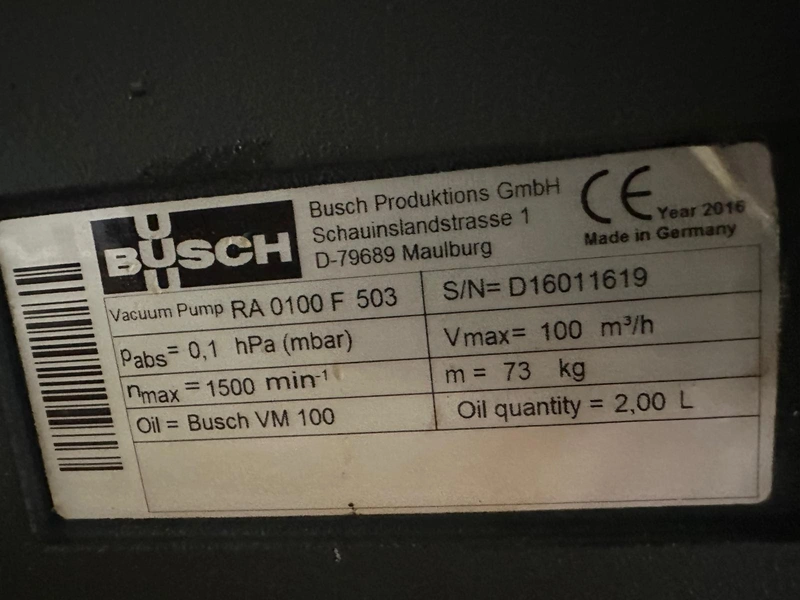 BUSCH
Busch Produktions GmbH
Schauinslandstrasse 1
D-79689 Maulburg
CE
Year 2016
Made in Germany
Vacuum Pump RA 0100 F 503
S/N= D16011619
Pabs= 0,1 hPa (mbar)
Vmax= 100 m³/h
nmax = 1500 min⁻¹
m = 73 kg
Oil = Busch VM 100
Oil quantity = 2,00 L